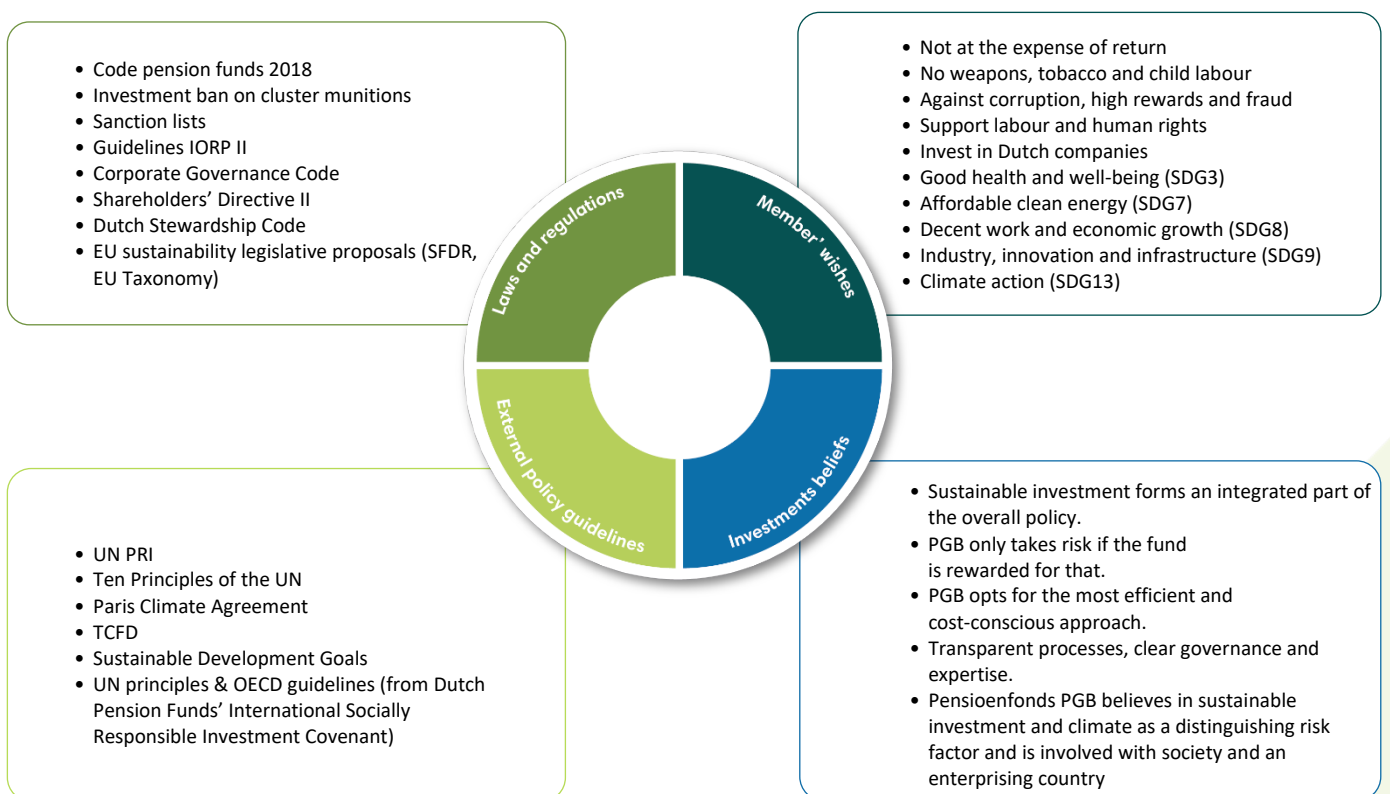 • Code pension funds 2018
• Investment ban on cluster munitions
• Sanction lists
• Guidelines IORP II
• Corporate Governance Code
• Shareholders’ Directive II
• Dutch Stewardship Code
• EU sustainability legislative proposals (SFDR,
EU Taxonomy)
• Not at the expense of return
• No weapons, tobacco and child labour
• Against corruption, high rewards and fraud
• Support labour and human rights
• Invest in Dutch companies
• Good health and well-being (SDG3)
• Affordable clean energy (SDG7)
• Decent work and economic growth (SDG8)
• Industry, innovation and infrastructure (SDG9)
• Climate action (SDG13)
Laws and regulations
Member’ wishes
External policy guidelines
Investments beliefs
• UN PRI
• Ten Principles of the UN
• Paris Climate Agreement
• TCFD
• Sustainable Development Goals
• UN principles & OECD guidelines (from Dutch
Pension Funds’ International Socially
Responsible Investment Covenant)
• Sustainable investment forms an integrated part of
the overall policy.
• PGB only takes risk if the fund
is rewarded for that.
• PGB opts for the most efficient and
cost-conscious approach.
• Transparent processes, clear governance and
expertise.
• Pensioenfonds PGB believes in sustainable
investment and climate as a distinguishing risk
factor and is involved with society and an
enterprising country